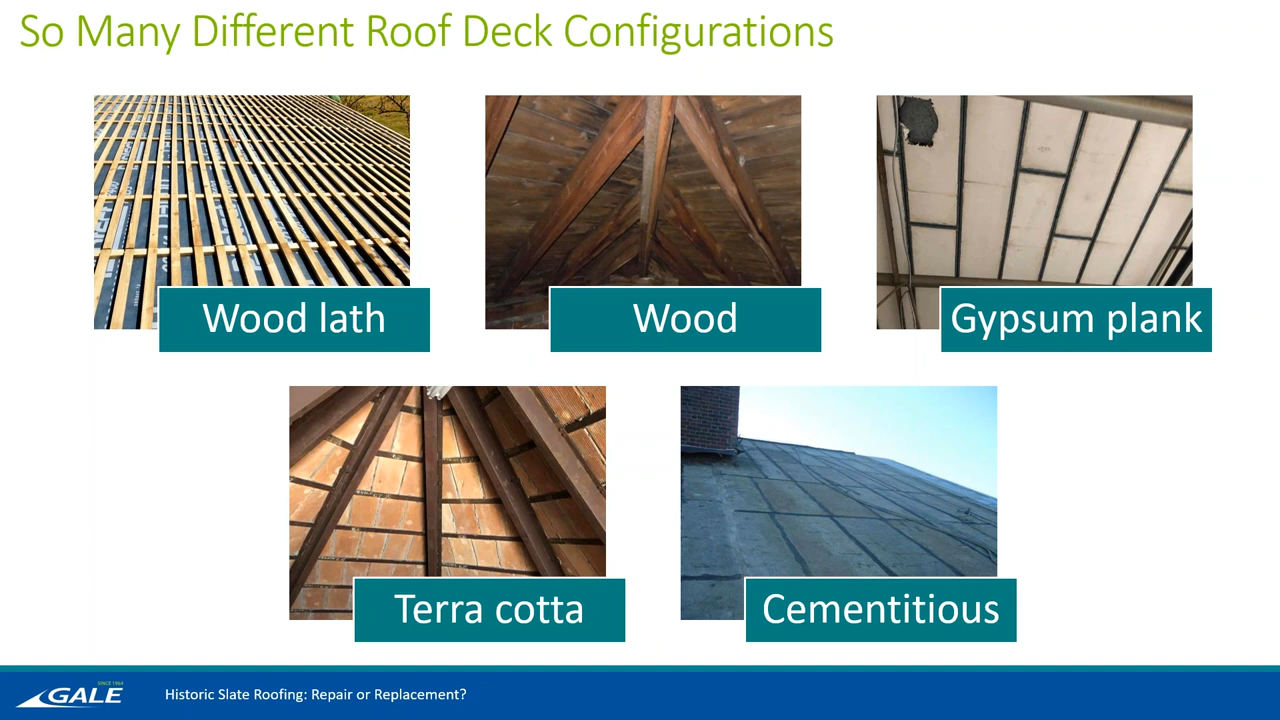 So Many Different Roof Deck Configurations
Wood lath
Wood
Gypsum plank
Terra cotta
Cementitious
SINCE 1964
GALE
Historic Slate Roofing: Repair or Replacement?